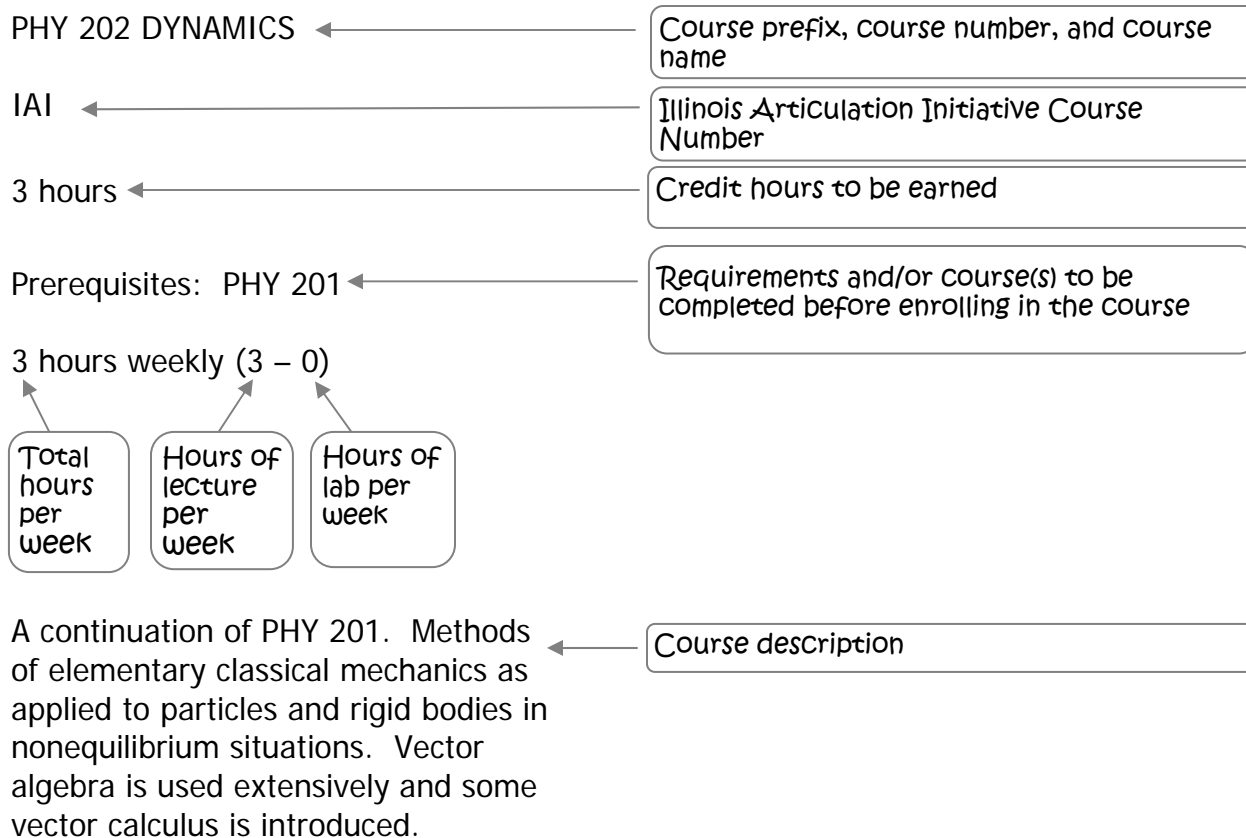 PHY 202 DYNAMICS
Course prefix, course number, and course
name
IAI
Illinois Articulation Initiative Course
Number
3 hours
Credit hours to be earned
Prerequisites: PHY 201
Requirements and/or course(s) to be
completed before enrolling in the course
3 hours weekly (3 – 0)
Total
hours
per
week
Hours of
lecture
per
week
Hours of
lab per
week
A continuation of PHY 201. Methods
of elementary classical mechanics as
applied to particles and rigid bodies in
nonequilibrium situations. Vector
algebra is used extensively and some
vector calculus is introduced.
Course description